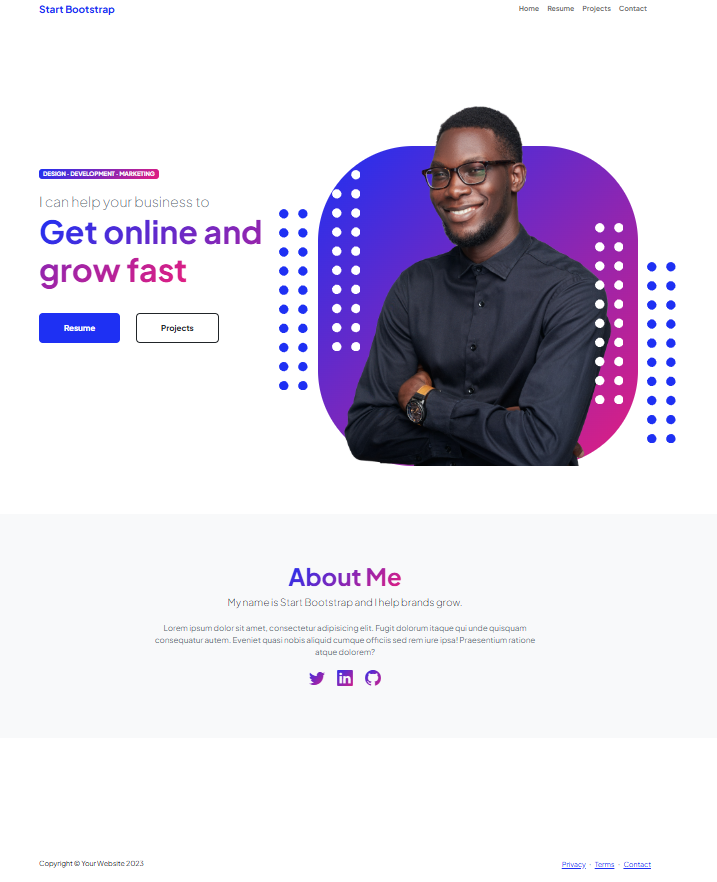 Start Bootstrap
Home Resume Projects Contact
DESIGN · DEVELOPMENT · MARKETING
I can help your business to
Get online and
grow fast
Resume
Projects
About Me
My name is Start Bootstrap and I help brands grow.
Lorem ipsum dolor sit amet, consectetur adipisicing elit. Fugit dolorum itaque qui unde quisquam
consequatur autem. Eveniet quasi nobis aliquid cumque officiis sed rem iure ipsa! Praesentium ratione
atque dolorem?
Copyright © Your Website 2023
Privacy · Terms · Contact